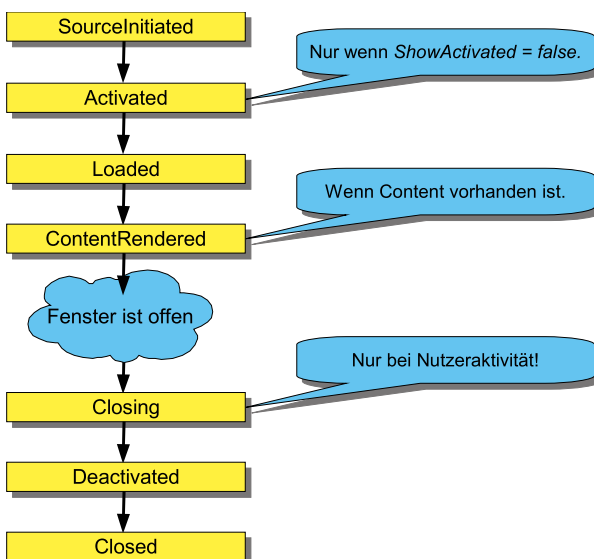 SourceInitiated
Nur wenn ShowActivated = false.
Activated
Loaded
Wenn Content vorhanden ist.
ContentRendered
Fenster ist offen
Nur bei Nutzeraktivität!
Closing
Deactivated
Closed